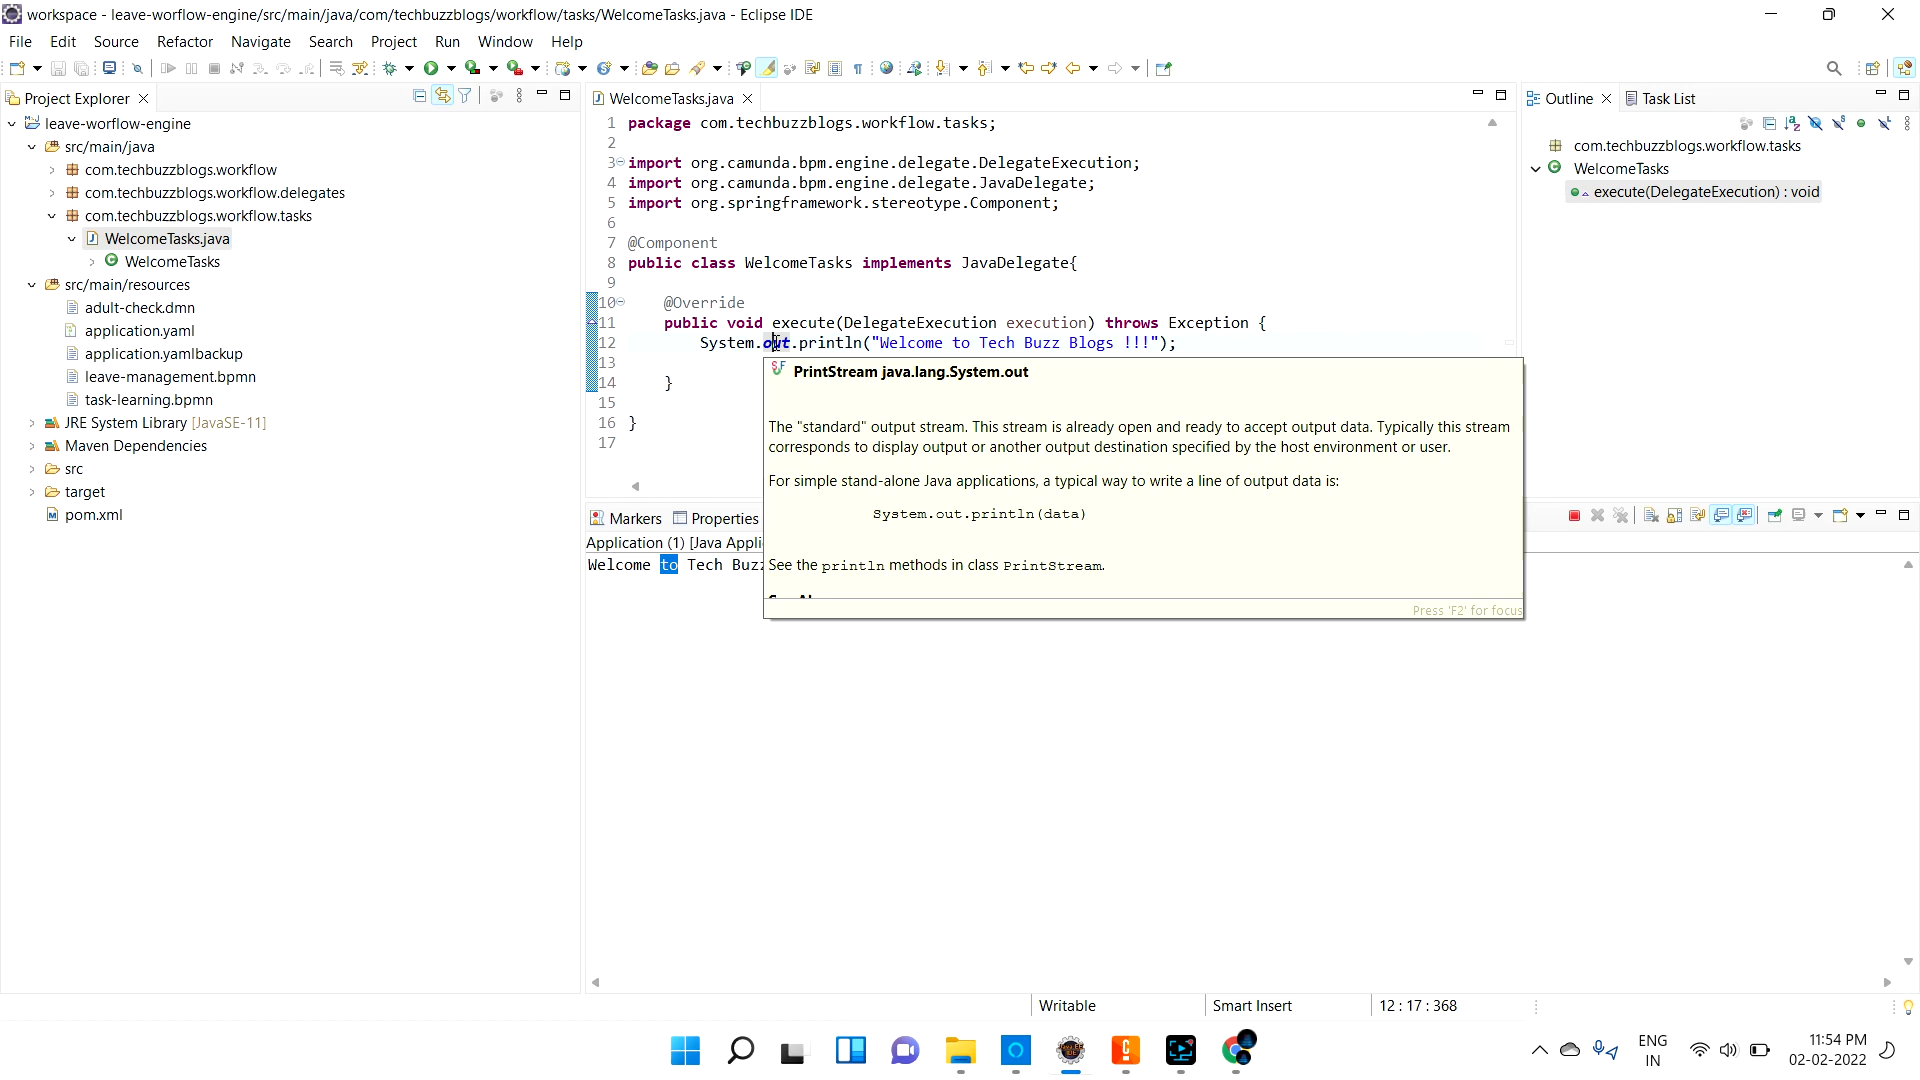 workspace - leave-worflow-engine/src/main/java/com/techbuzzblogs/workflow/tasks/WelcomeTasks.java - Eclipse IDE
File Edit Source Refactor Navigate Search Project Run Window Help
Project Explorer
leave-worflow-engine
src/main/java
com.techbuzzblogs.workflow
com.techbuzzblogs.workflow.delegates
com.techbuzzblogs.workflow.tasks
WelcomeTasks.java
WelcomeTasks
src/main/resources
adult-check.dmn
application.yaml
application.yamlbackup
leave-management.bpmn
task-learning.bpmn
JRE System Library [JavaSE-11]
Maven Dependencies
src
target
pom.xml
WelcomeTasks.java
1 package com.techbuzzblogs.workflow.tasks;
2
3 import org.camunda.bpm.engine.delegate.DelegateExecution;
4 import org.camunda.bpm.engine.delegate.JavaDelegate;
5 import org.springframework.stereotype.Component;
6
7 @Component
8 public class WelcomeTasks implements JavaDelegate{
9
10 @Override
11 public void execute(DelegateExecution execution) throws Exception {
12 System.out.println("Welcome to Tech Buzz Blogs !!!");
13
14 }
15
16 }
17
PrintStream java.lang.System.out
The "standard" output stream. This stream is already open and ready to accept output data. Typically this stream
corresponds to display output or another output destination specified by the host environment or user.
For simple stand-alone Java applications, a typical way to write a line of output data is:
System.out.println(data)
See the println methods in class PrintStream.
Press 'F2' for focus
Markers Properties
Application (1) [Java Appli
Welcome to Tech Buzz
Outline Task List
com.techbuzzblogs.workflow.tasks
WelcomeTasks
execute(DelegateExecution) : void
Writable Smart Insert 12 : 17 : 368
ENG
IN
11:54 PM
02-02-2022